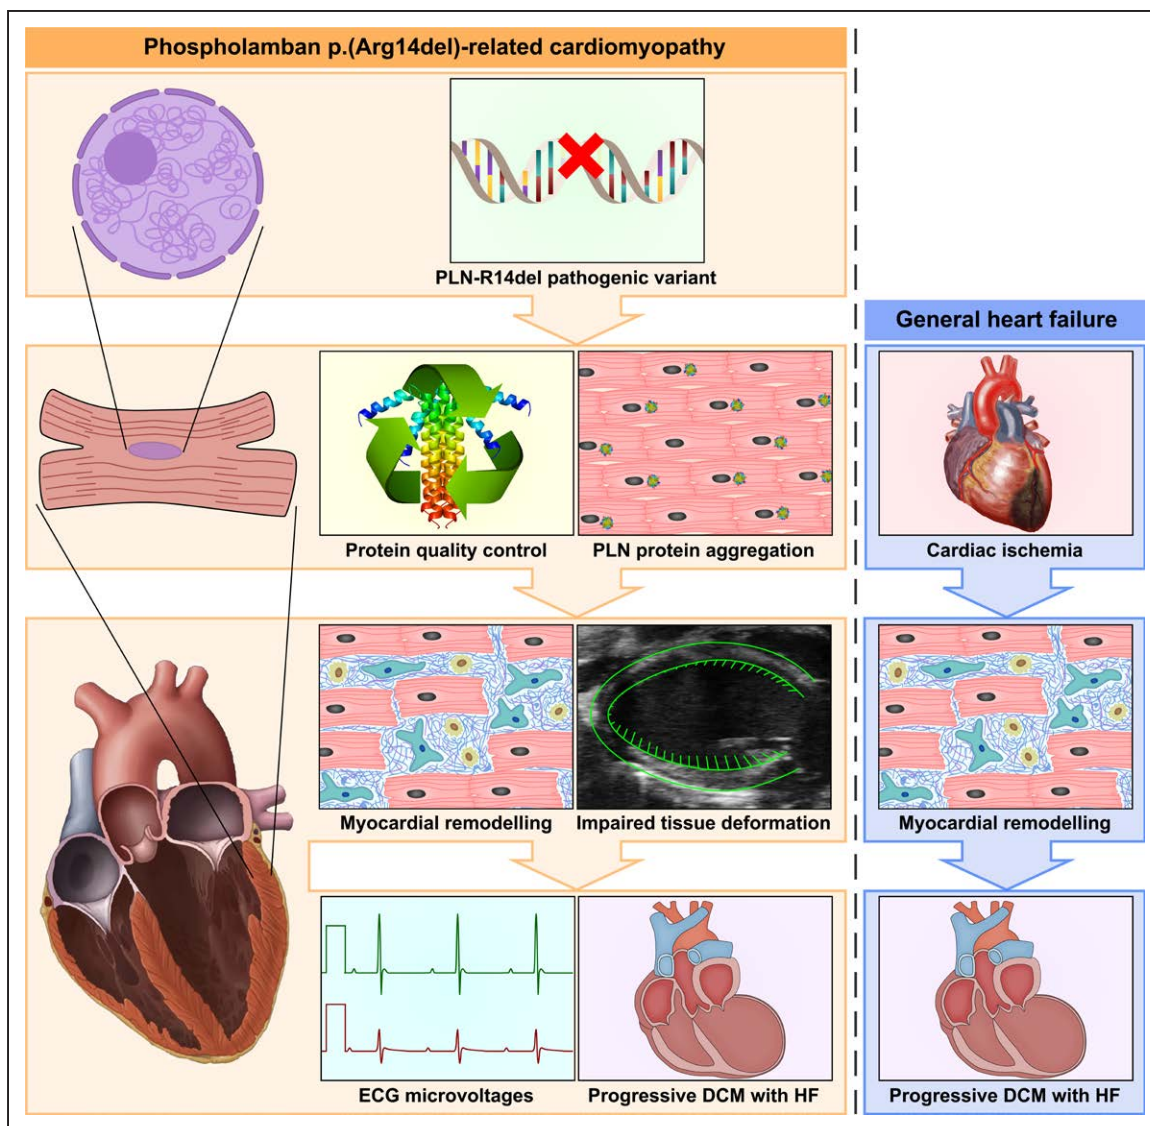 Phospholamban p.(Arg14del)-related cardiomyopathy
PLN-R14del pathogenic variant
General heart failure
Protein quality control
PLN protein aggregation
Cardiac ischemia
Myocardial remodelling
Impaired tissue deformation
Myocardial remodelling
ECG microvoltages
Progressive DCM with HF
Progressive DCM with HF